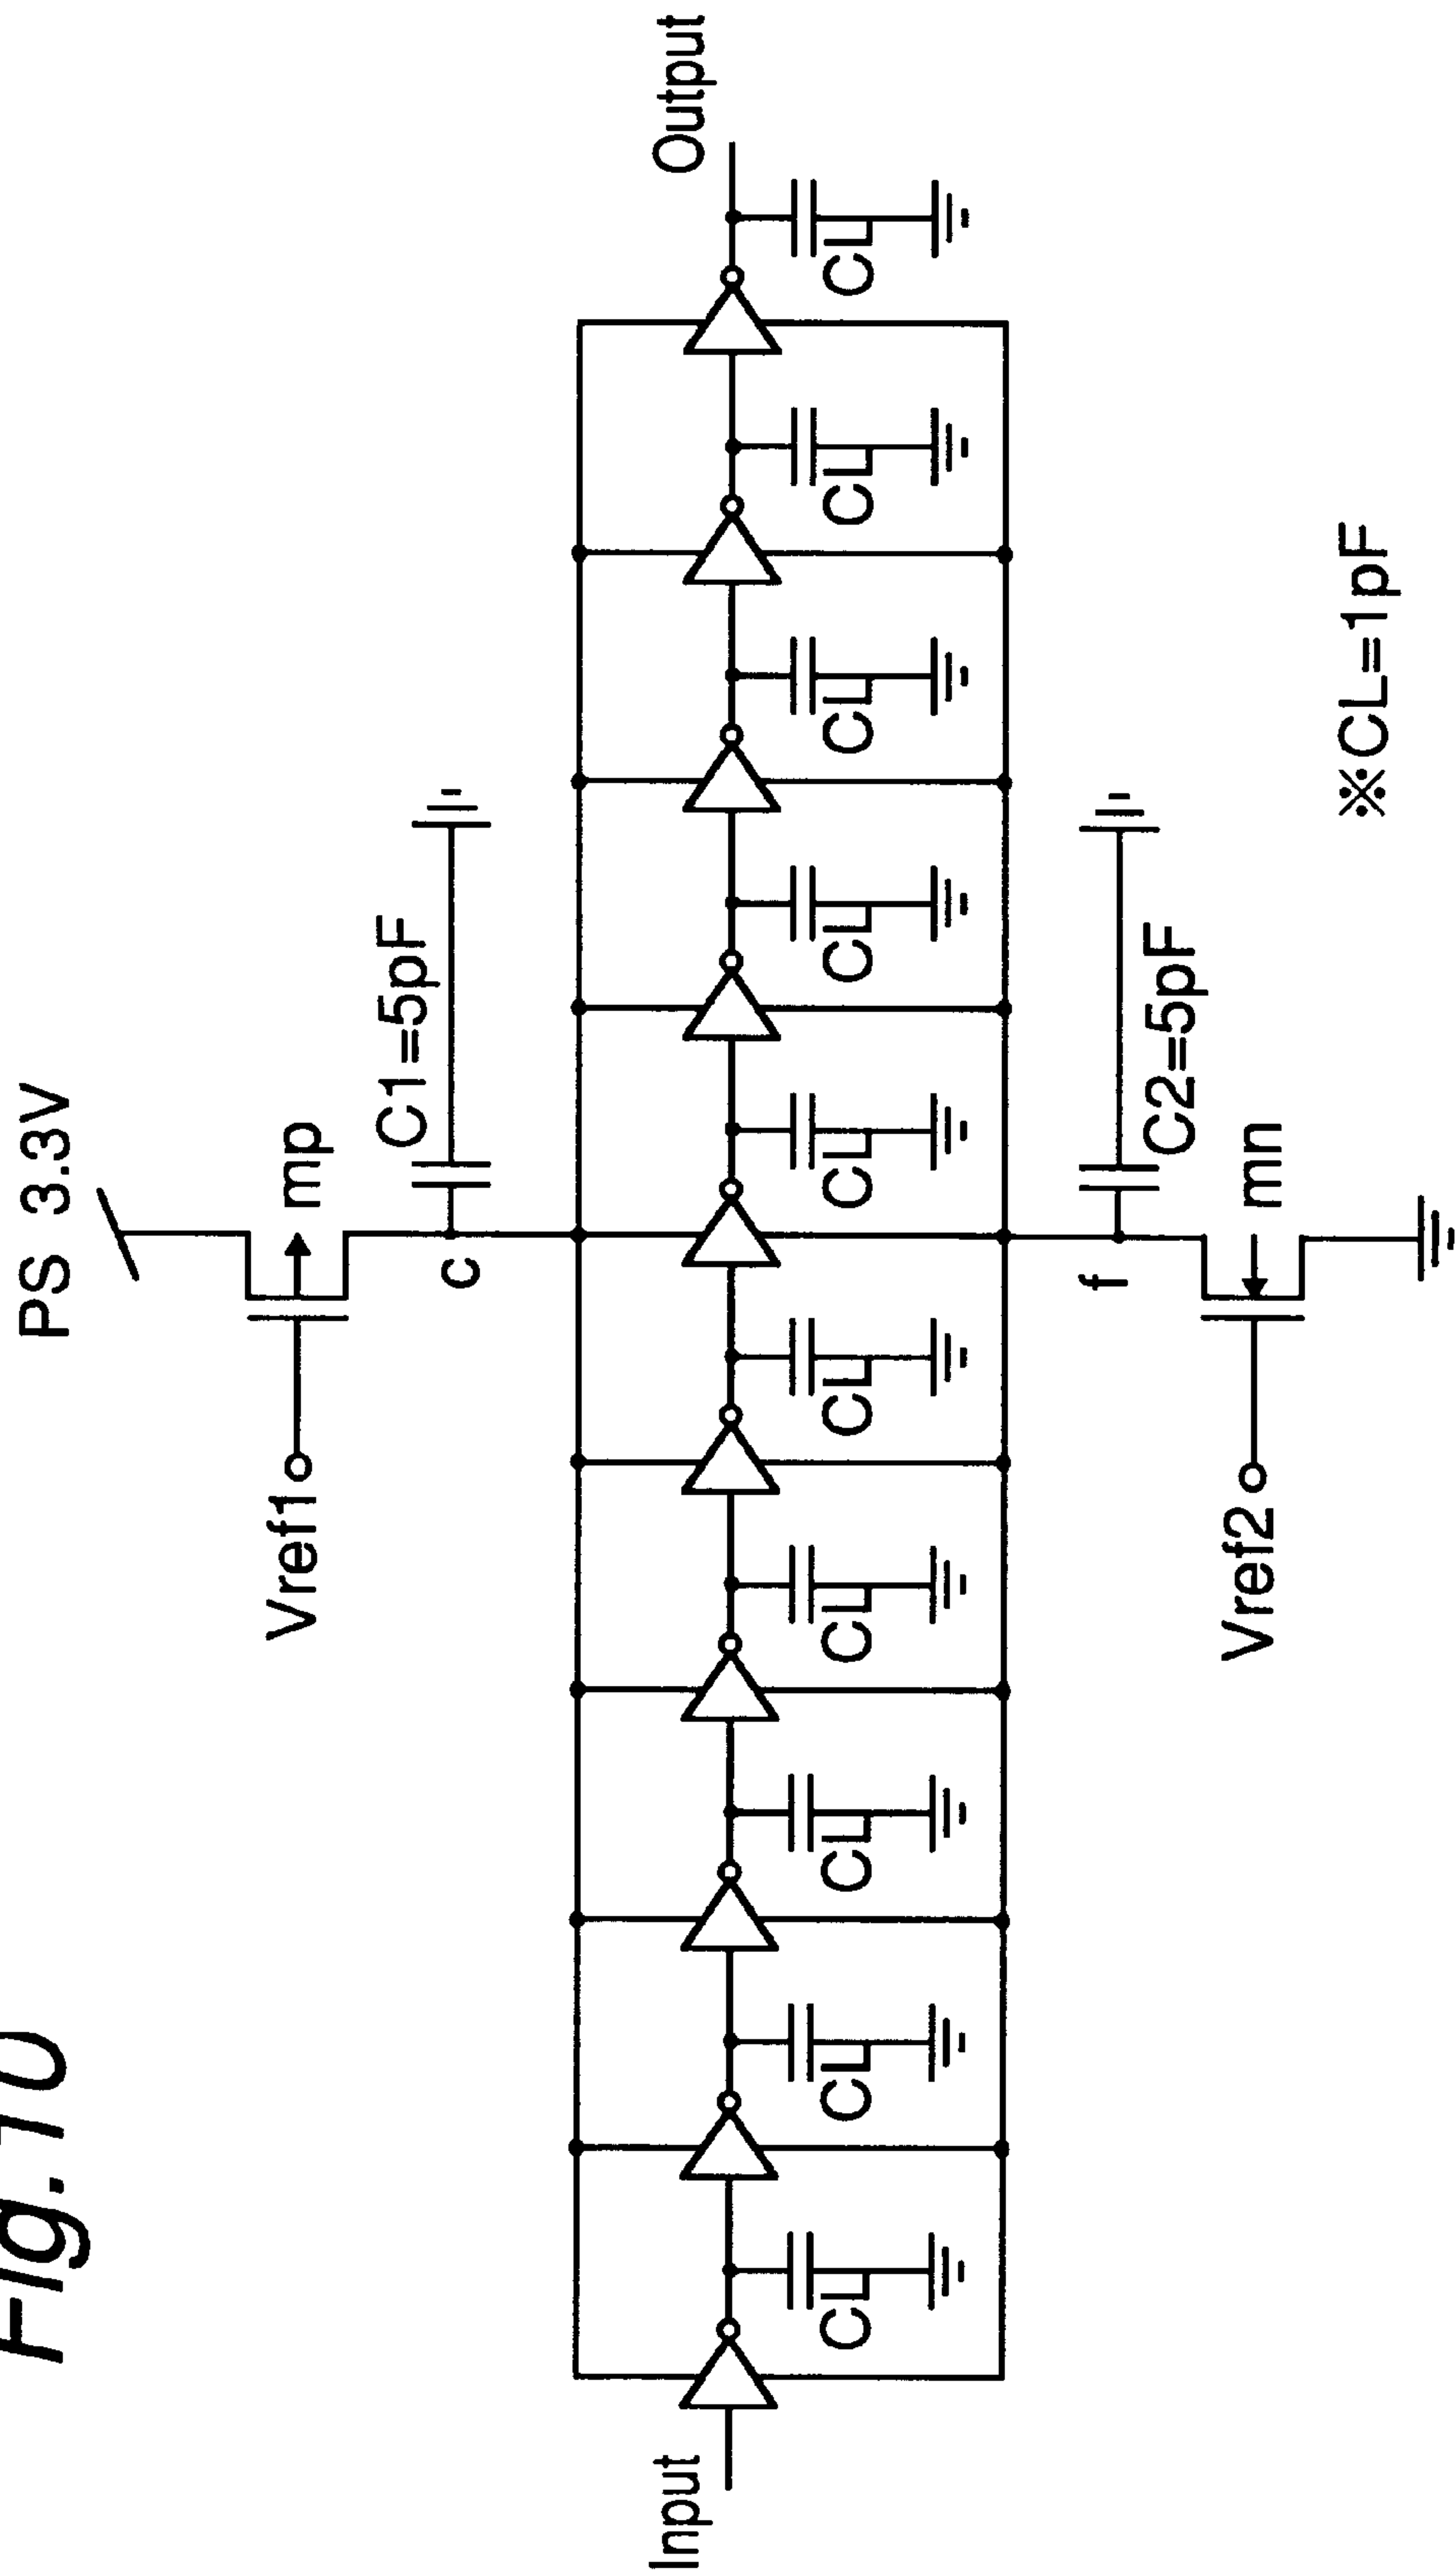 Fig.10
PS 3.3V
Vref1
mp
C1=5pF
c
Input
Output
CL
CL
CL
CL
CL
CL
CL
CL
CL
CL
f
C2=5pF
Vref2
mn
※CL=1pF